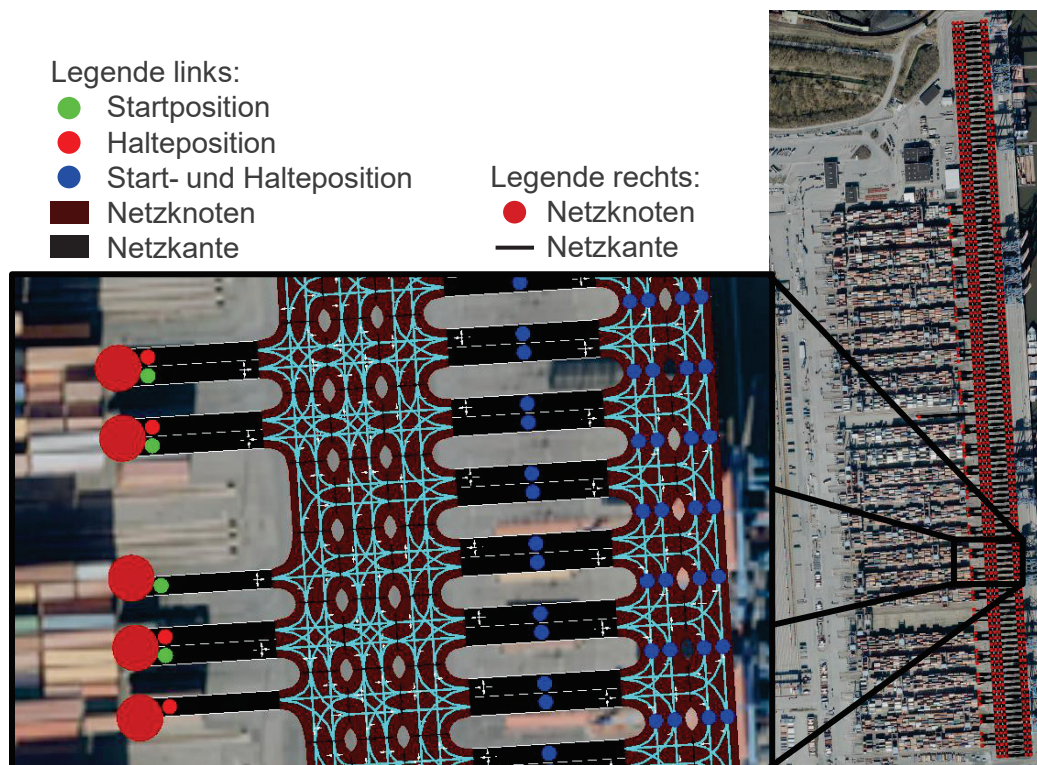 Legende links:
Startposition
Halteposition
Start- und Halteposition
Netzknoten
Netzkante
Legende rechts:
Netzknoten
Netzkante